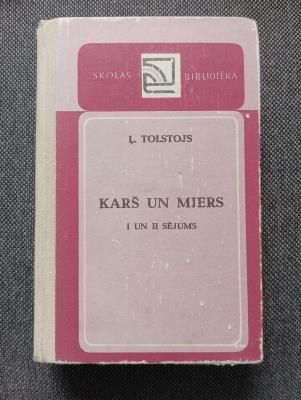 SKOLAS BIBLIOTĒKA
Ļ. TOLSTOJS
KARŠ UN MIERS
I UN II SĒJUMS